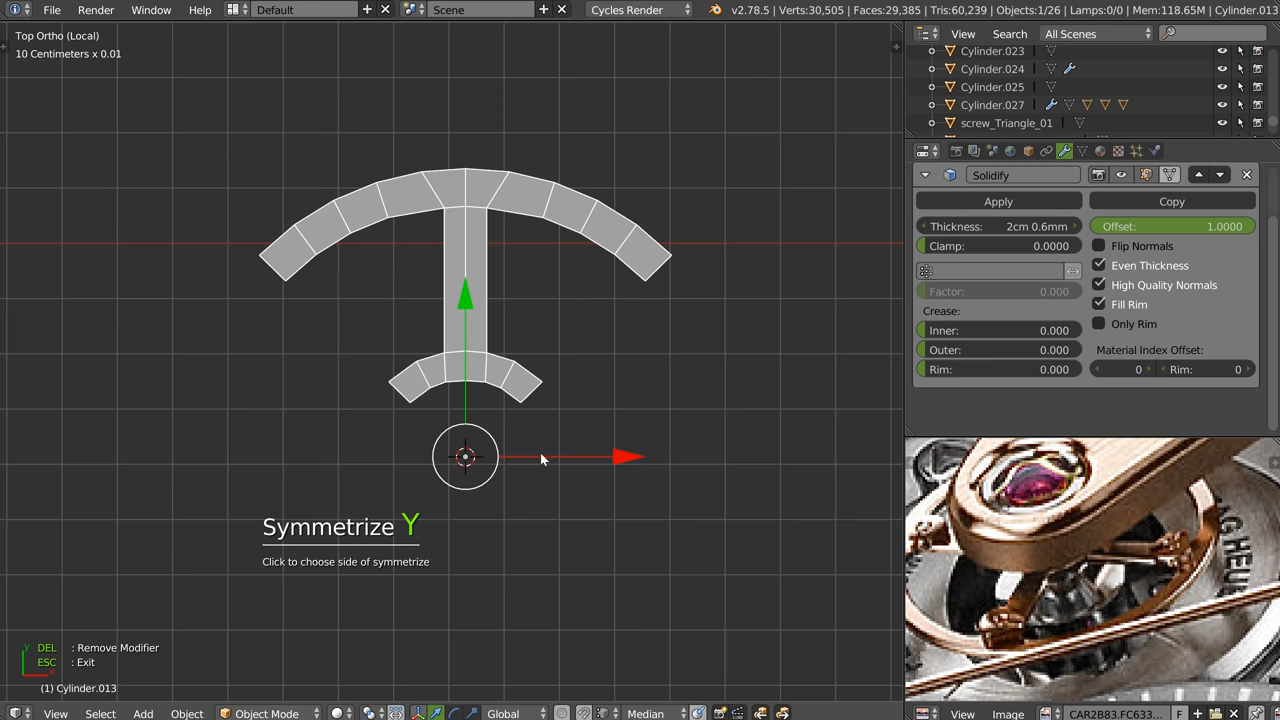 File Render Window Help Default Scene Cycles Render v2.78.5 | Verts:30,505 | Faces:29,385 | Tris:60,239 | Objects:1/26 | Lamps:0/0 | Mem:118.65M | Cylinder.013
Top Ortho (Local)
10 Centimeters x 0.01
View Search All Scenes
Cylinder.023
Cylinder.024
Cylinder.025
Cylinder.027
screw_Triangle_01
Solidify
Apply Copy
Thickness: 2cm 0.6mm Offset: 1.0000
Clamp: 0.0000 Flip Normals
Even Thickness
Factor: 0.000 High Quality Normals
Crease: Fill Rim
Inner: 0.000 Only Rim
Outer: 0.000 Material Index Offset:
Rim: 0.000 0 Rim: 0
AG HEUE
Symmetrize Y
Click to choose side of symmetrize
DEL : Remove Modifier
ESC : Exit
(1) Cylinder.013
View Select Add Object Object Mode Global Median
View Image CAR2B83.FC633... F